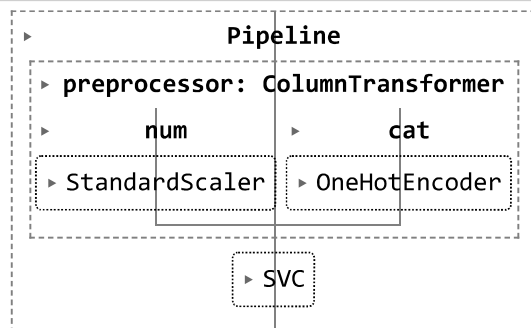 Pipeline
preprocessor: ColumnTransformer
num cat
StandardScaler OneHotEncoder
SVC